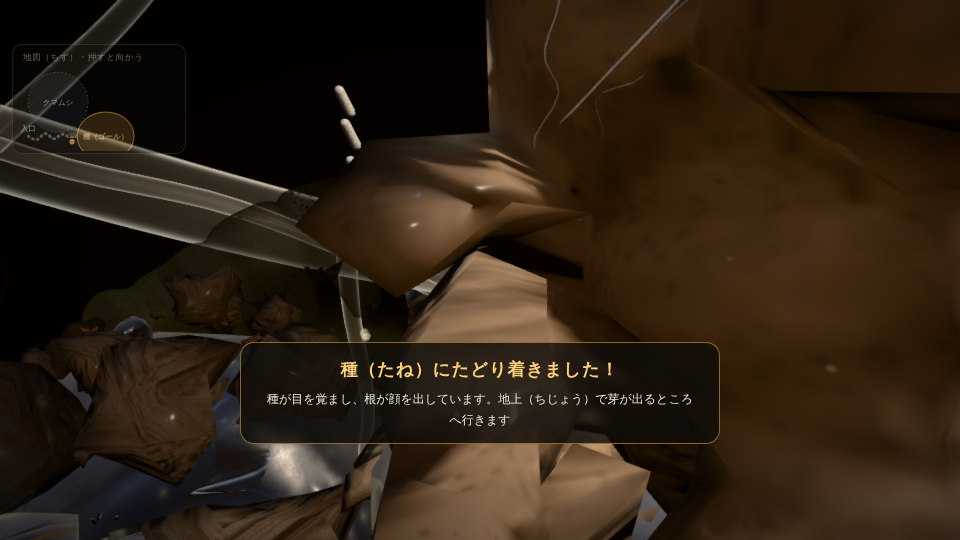 地図（ちず）・押すと向かう
クマムシ
入口
種（ゴール）
種（たね）にたどり着きました！
種が目を覚まし、根が顔を出しています。地上（ちじょう）で芽が出るところ
へ行きます